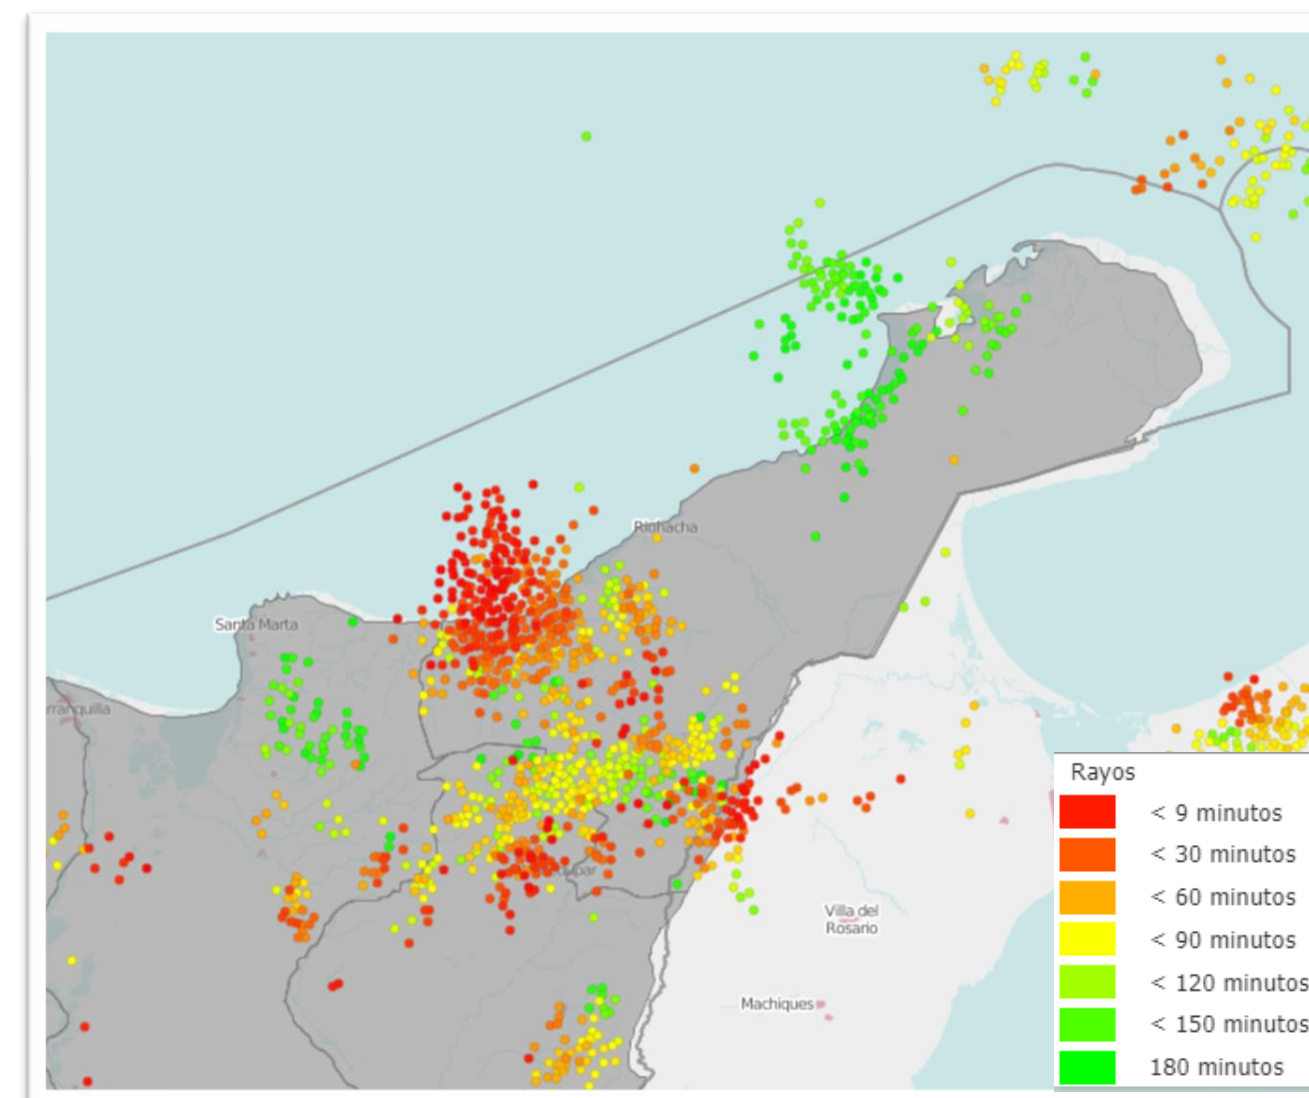 Riohacha
Santa Marta
rranquilla
dupar
Rayos
< 9 minutos
< 30 minutos
< 60 minutos
< 90 minutos
< 120 minutos
< 150 minutos
180 minutos
Villa del
Rosario
Machiques